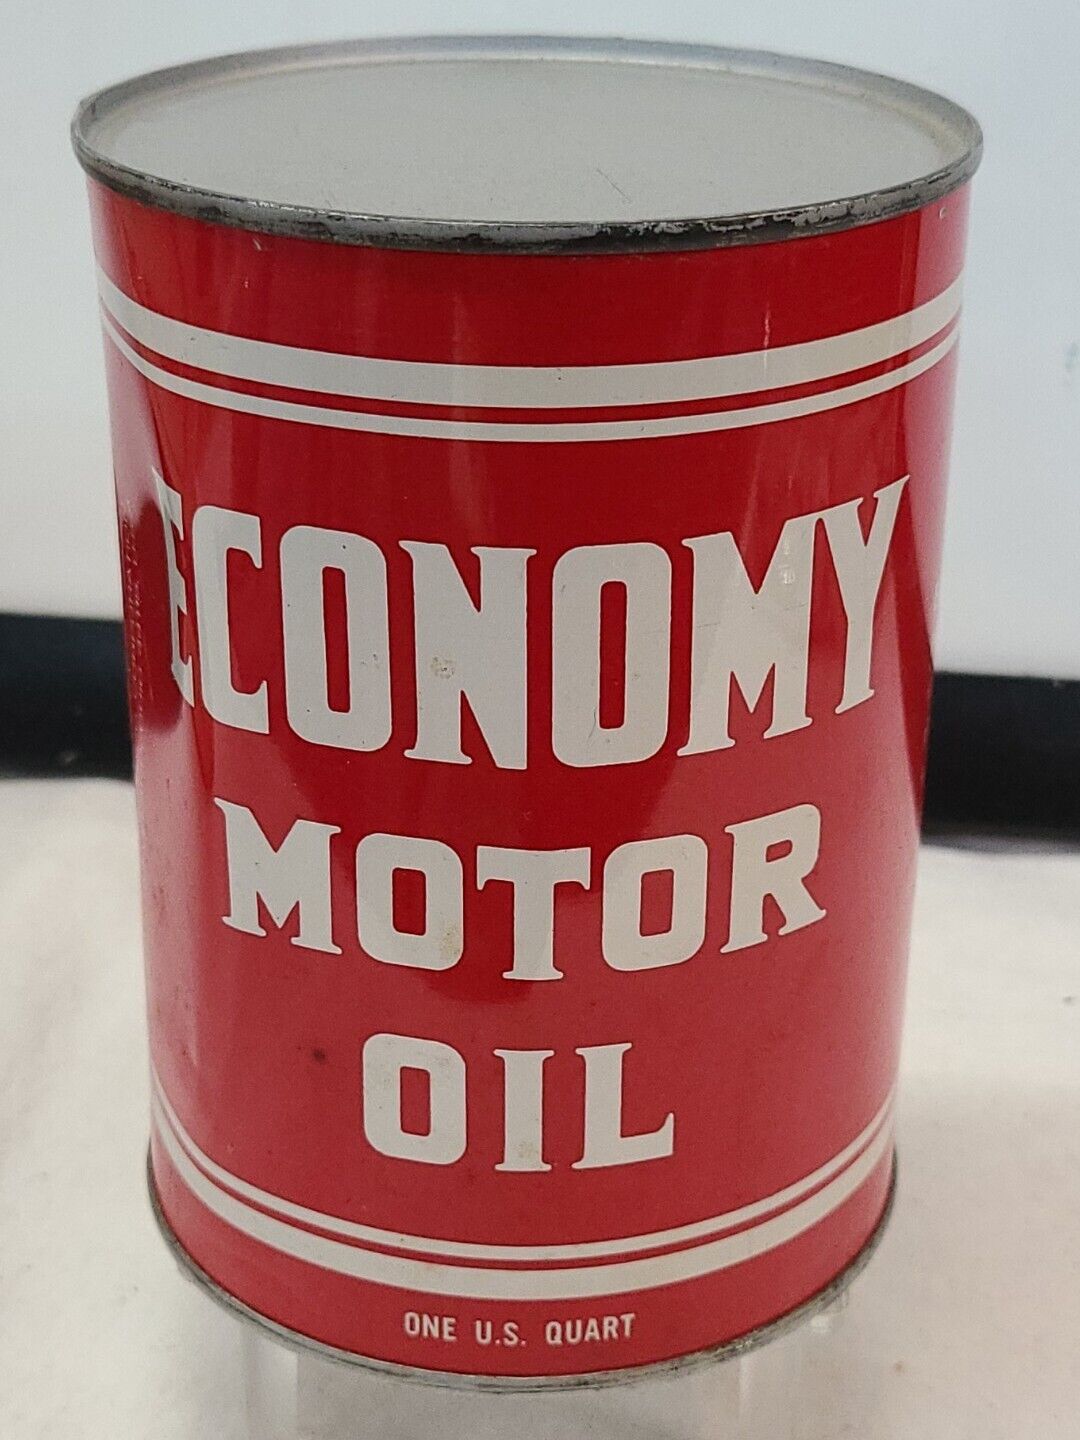 ECONOMY
MOTOR
OIL
ONE U.S. QUART